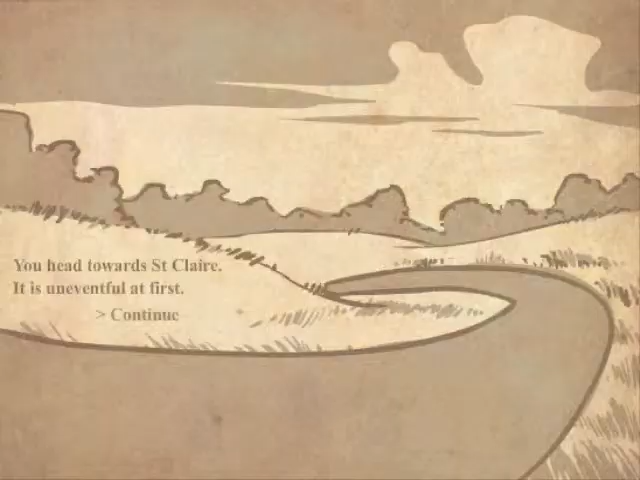 You head towards St Claire.
It is uneventful at first.
> Continue